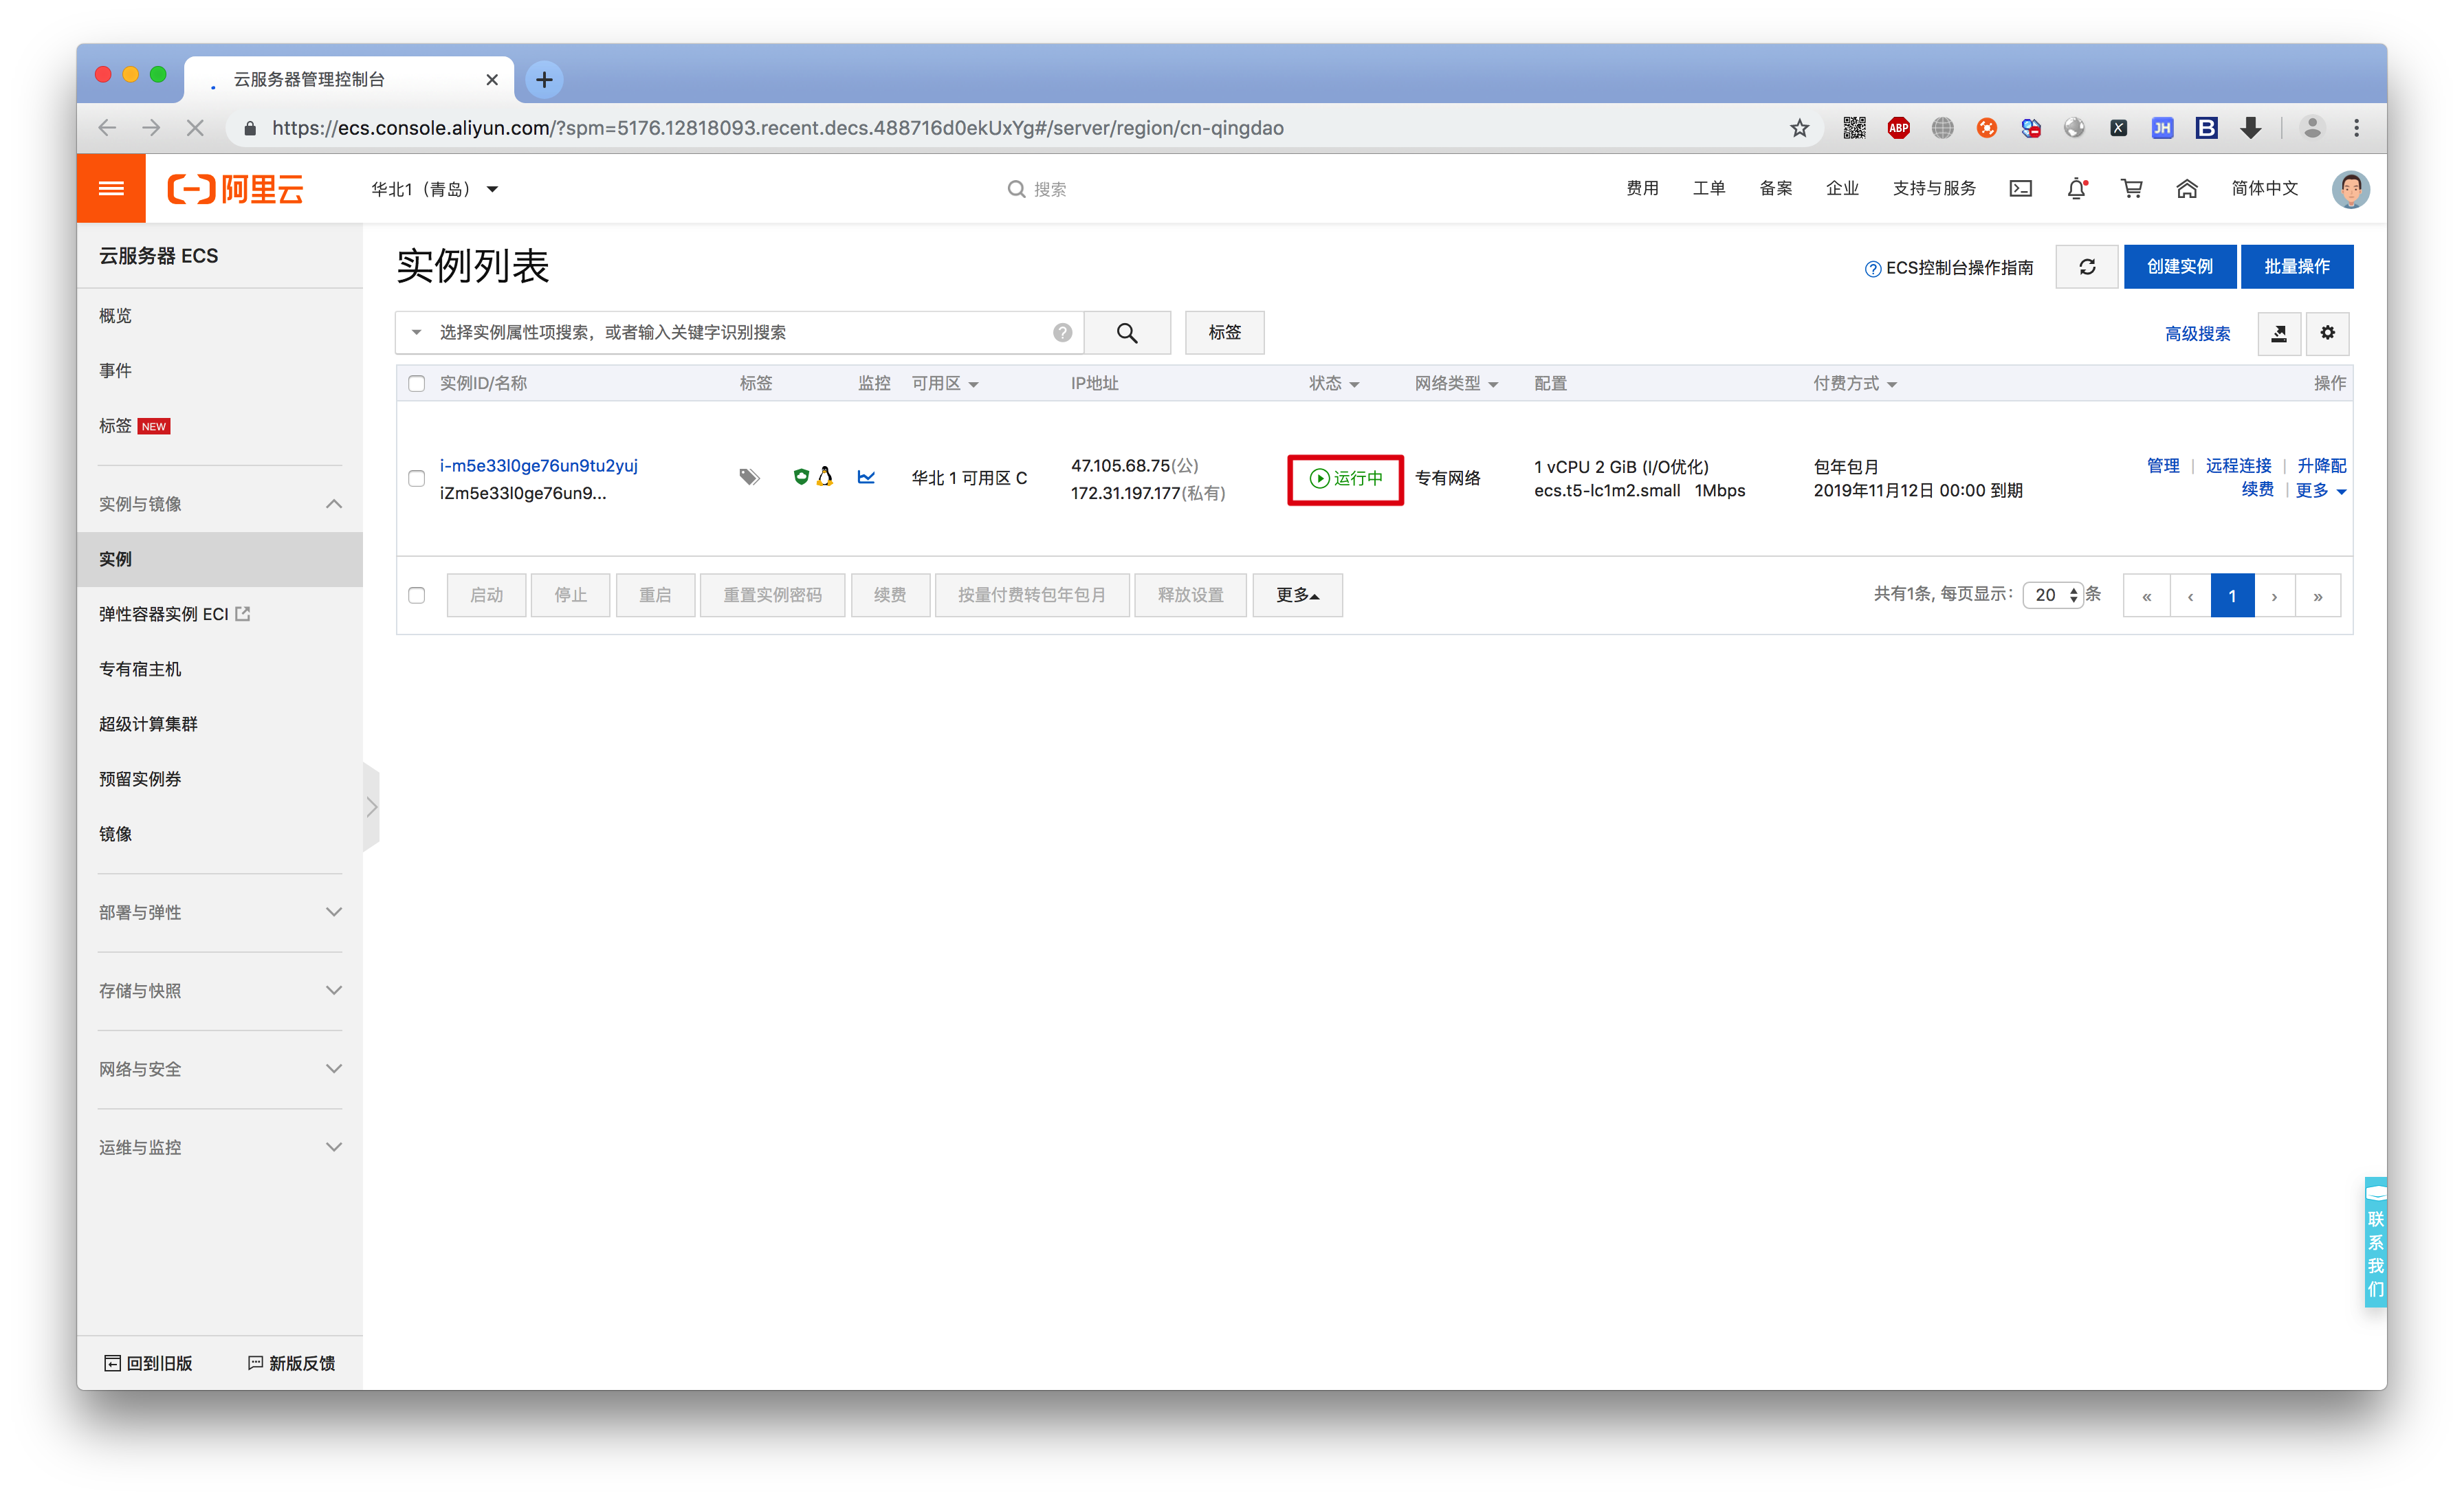 云服务器管理控制台
https://ecs.console.aliyun.com/?spm=5176.12818093.recent.decs.488716d0ekUxYg#/server/region/cn-qingdao
ABP
JH
B
阿里云
华北1（青岛）
搜索
费用 工单 备案 企业 支持与服务 简体中文
云服务器 ECS
概览
事件
标签 NEW
实例与镜像
实例
弹性容器实例 ECI
专有宿主机
超级计算集群
预留实例券
镜像
部署与弹性
存储与快照
网络与安全
运维与监控
回到旧版 新版反馈
实例列表
ECS控制台操作指南 创建实例 批量操作
选择实例属性项搜索，或者输入关键字识别搜索 标签 高级搜索
实例ID/名称 标签 监控 可用区 IP地址 状态 网络类型 配置 付费方式 操作
i-m5e33l0ge76un9tu2yuj
iZm5e33l0ge76un9...
华北 1 可用区 C
47.105.68.75(公)
172.31.197.177(私有)
运行中
专有网络
1 vCPU 2 GiB (I/O优化)
ecs.t5-lc1m2.small 1Mbps
包年包月
2019年11月12日 00:00 到期
管理 | 远程连接 | 升降配
续费 | 更多
启动 停止 重启 重置实例密码 续费 按量付费转包年包月 释放设置 更多
共有1条, 每页显示: 20 条 « ‹ 1 › »
联系我们